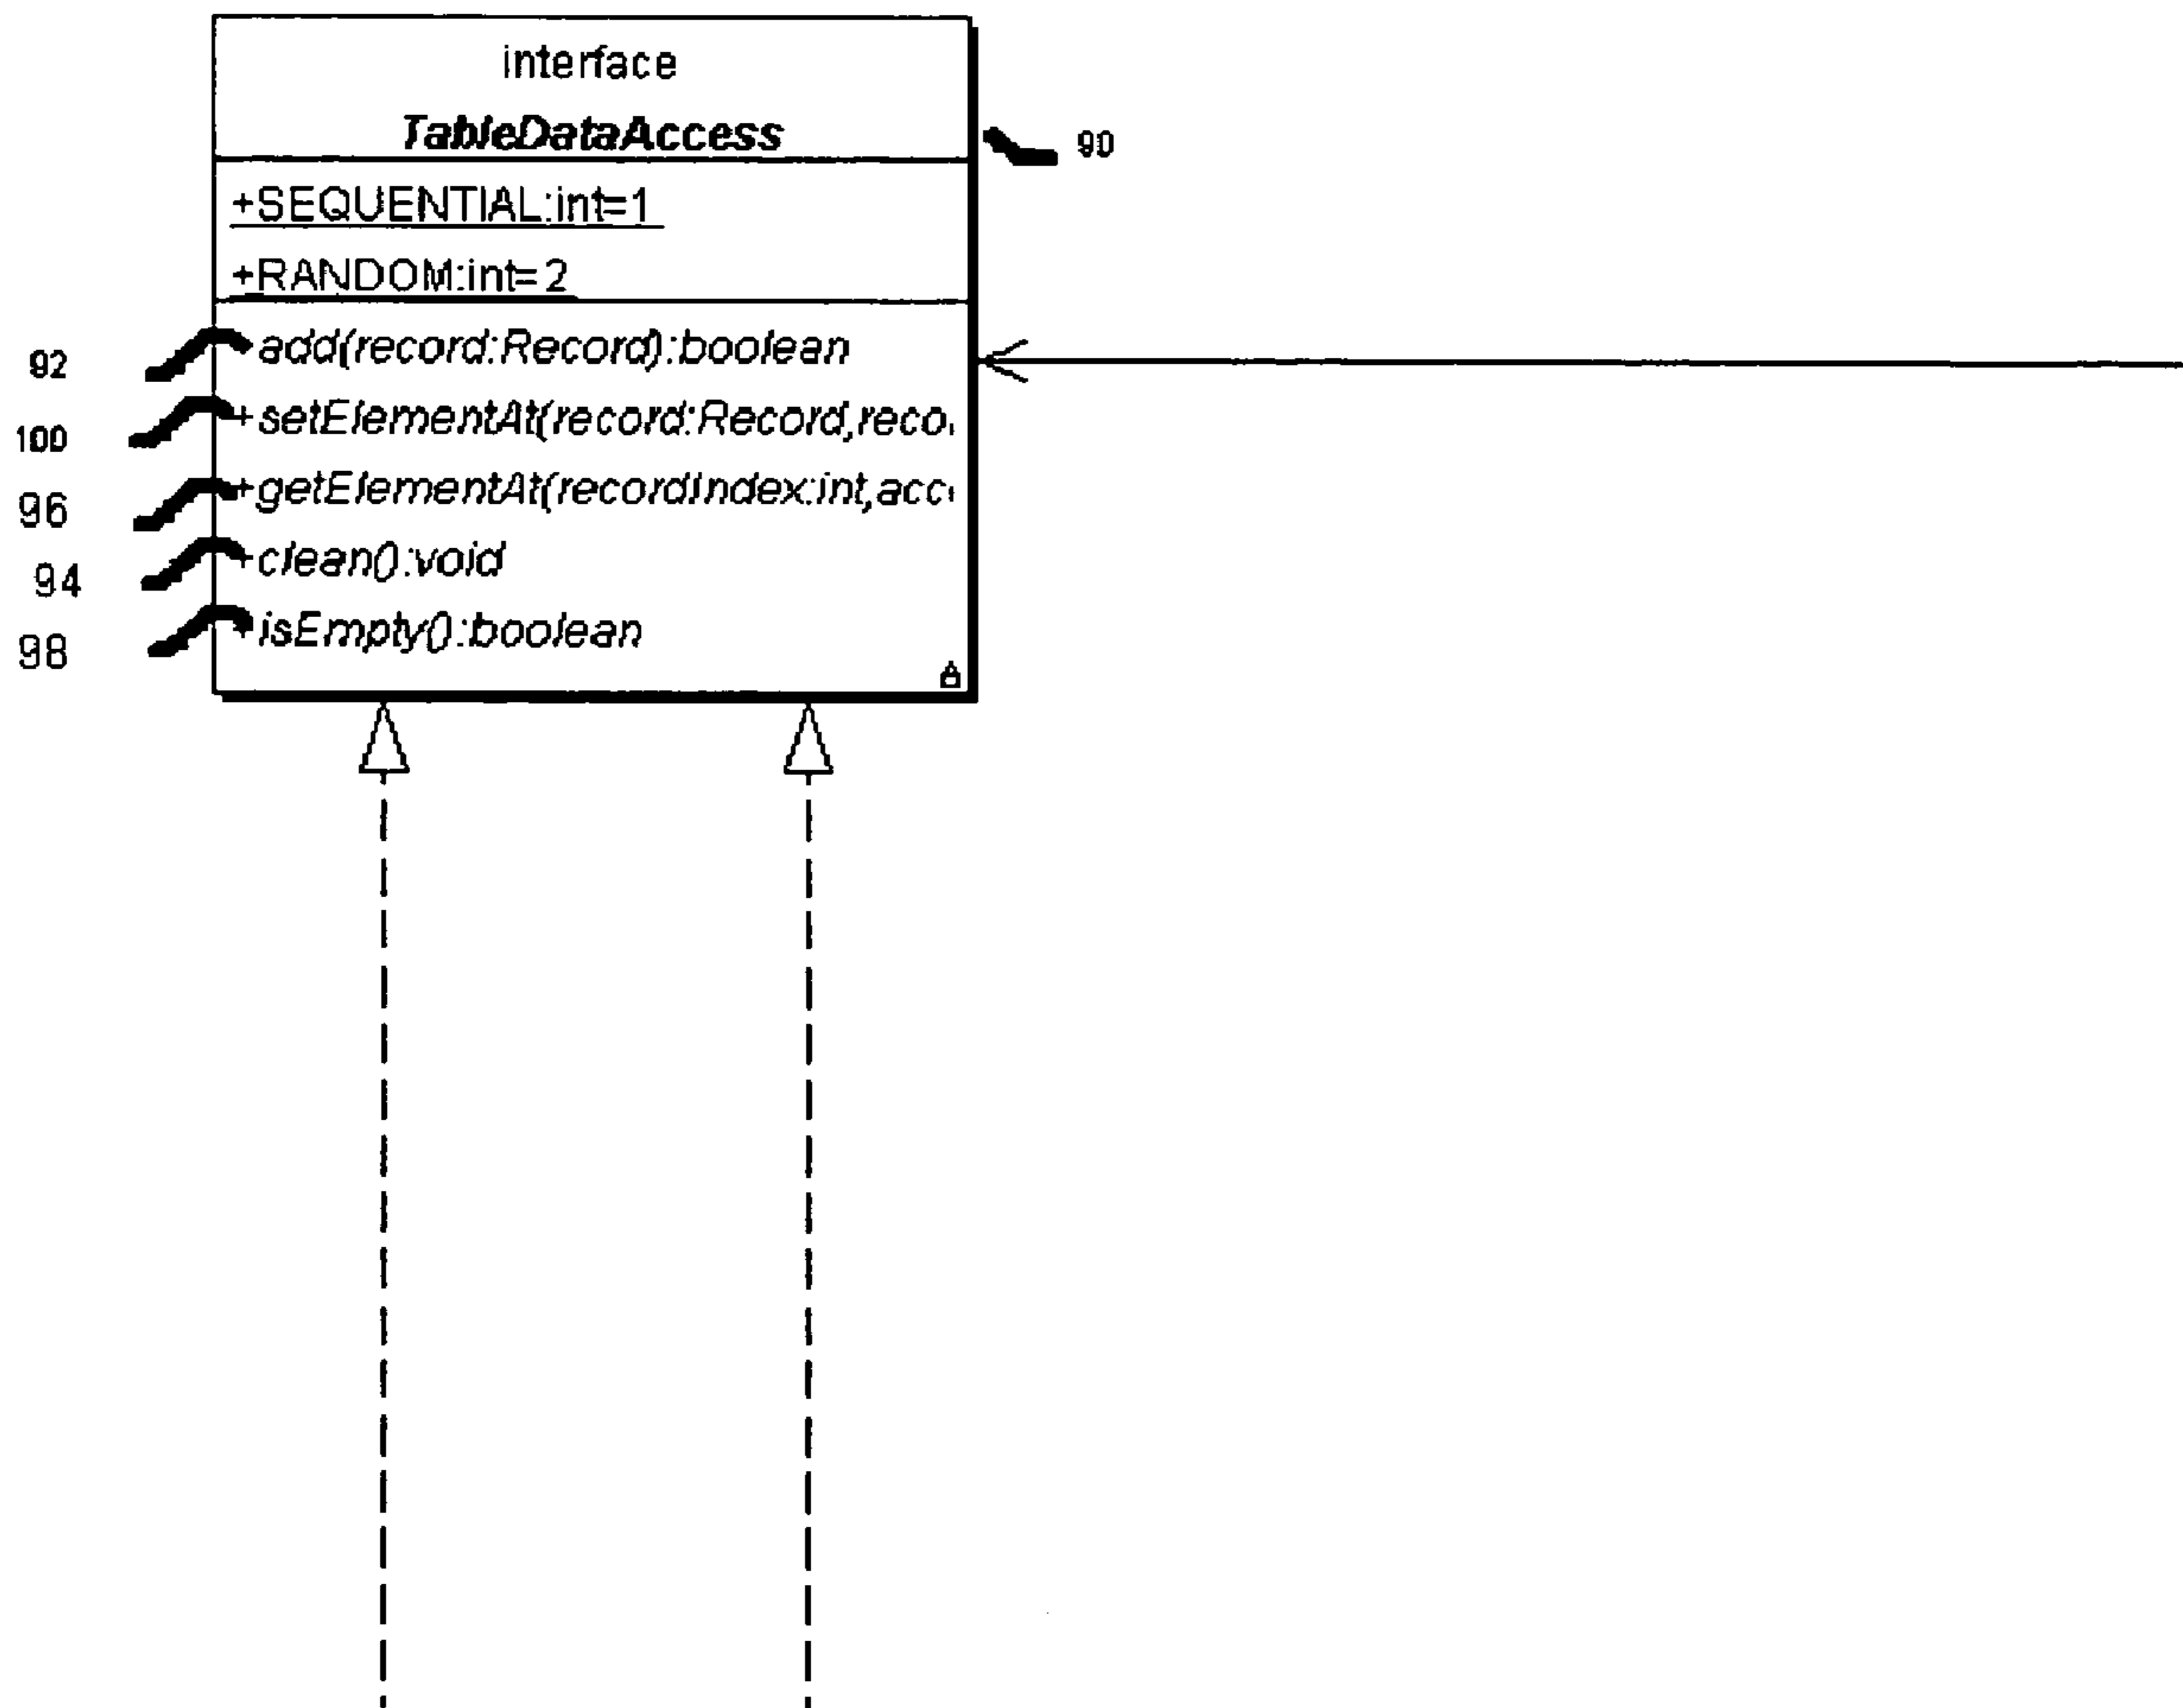 interface
TableDataAccess
90
+SEQUENTIAL:int=1
+RANDOM:int=2
92
+add(record:Record):boolean
100
+setElementAt(record:Record,reco
96
+getElementAt(recordIndex:int,acc
94
+clean():void
98
+isEmpty():boolean